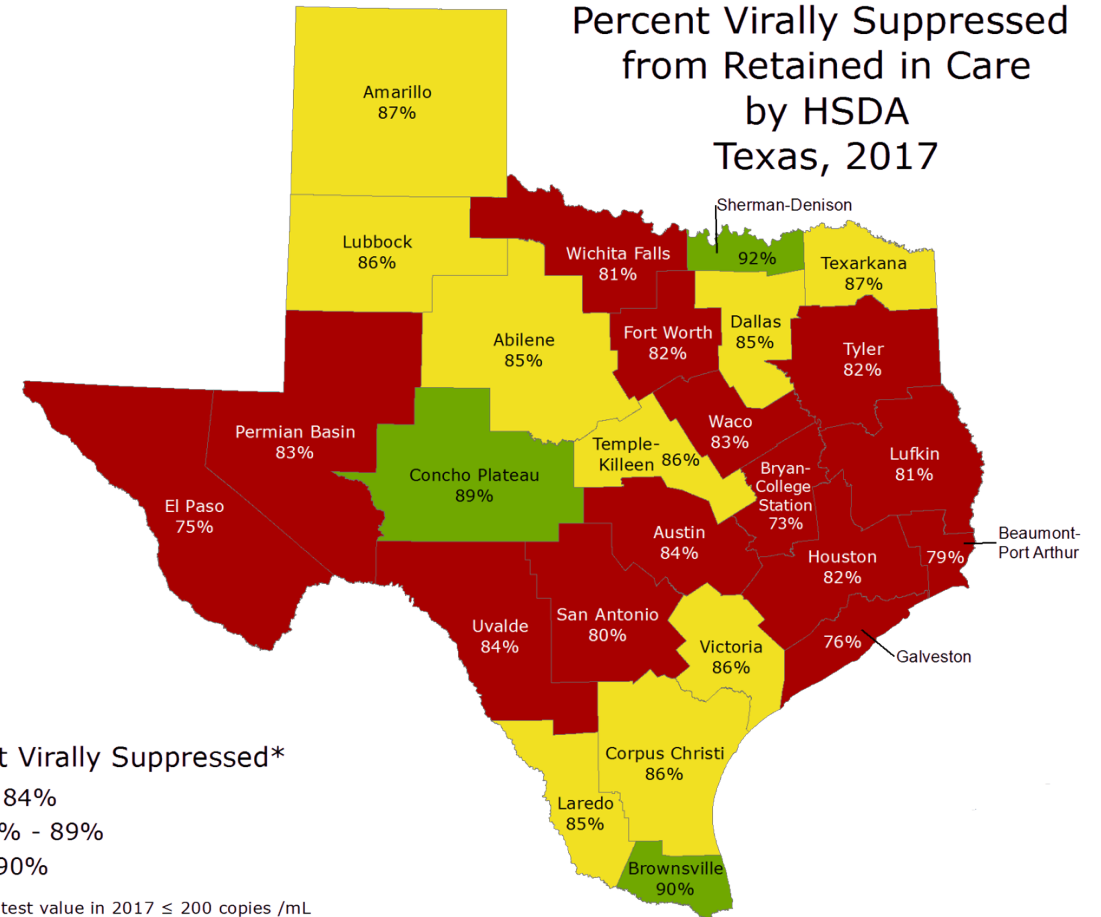 Percent Virally Suppressed
from Retained in Care
by HSDA
Texas, 2017
Amarillo
87%
Sherman-Denison
92%
Lubbock
86%
Wichita Falls
81%
Texarkana
87%
Abilene
85%
Fort Worth
82%
Dallas
85%
Tyler
82%
Permian Basin
83%
Concho Plateau
89%
Temple-
Killeen 86%
Waco
83%
Bryan-
College
Station
73%
Lufkin
81%
El Paso
75%
Austin
84%
Houston
82%
79%
Beaumont-
Port Arthur
Uvalde
84%
San Antonio
80%
Victoria
86%
76%
Galveston
Corpus Christi
86%
Laredo
85%
Brownsville
90%
t Virally Suppressed*
84%
% - 89%
90%
test value in 2017 ≤ 200 copies /mL